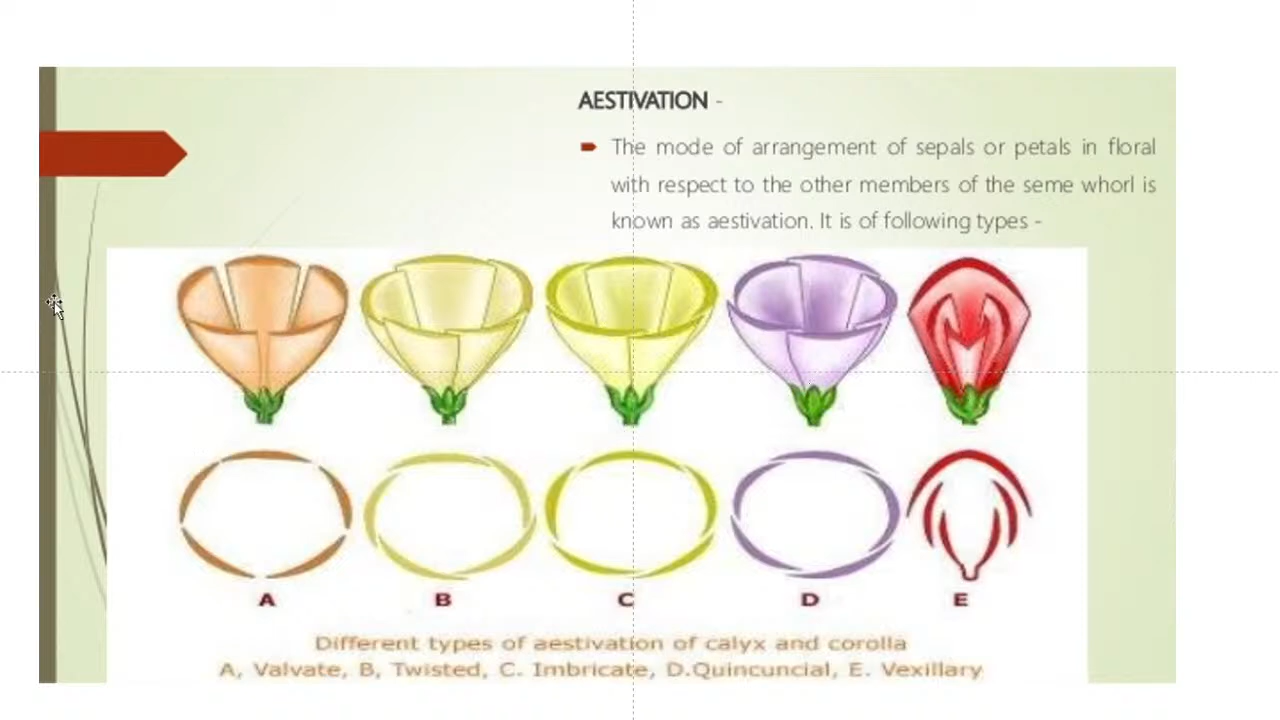 AESTIVATION -
The mode of arrangement of sepals or petals in floral
with respect to the other members of the seme whorl is
known as aestivation. It is of following types -
A B C D E
Different types of aestivation of calyx and corolla
A, Valvate, B, Twisted, C. Imbricate, D.Quincuncial, E. Vexillary